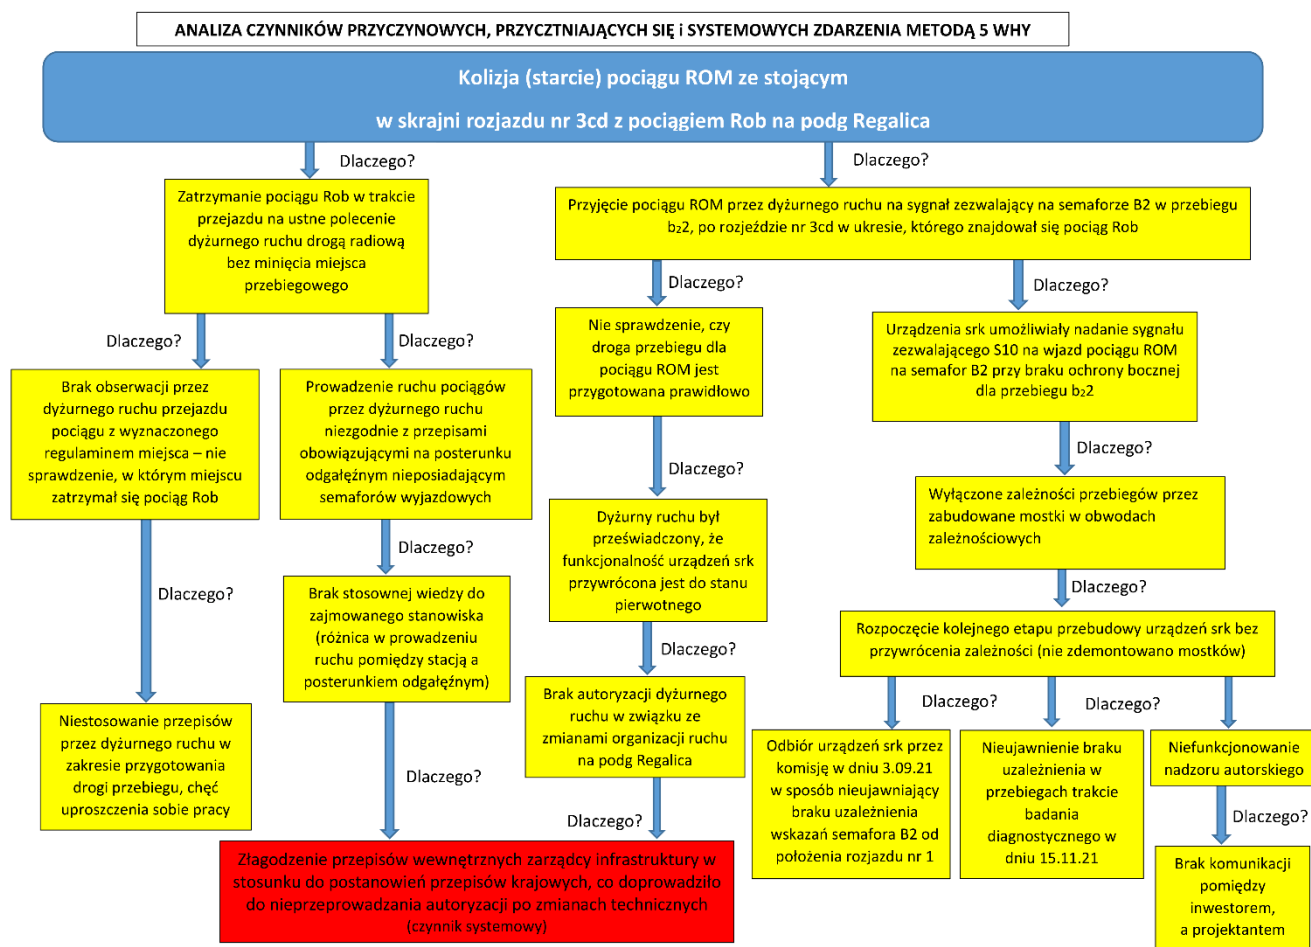 ANALIZA CZYNNIKÓW PRZYCZYNOWYCH, PRZYCZTNIAJĄCYCH SIĘ i SYSTEMOWYCH ZDARZENIA METODĄ 5 WHY
Kolizja (starcie) pociągu ROM ze stojącym
w skrajni rozjazdu nr 3cd z pociągiem Rob na podg Regalica
Dlaczego?
Dlaczego?
Zatrzymanie pociągu Rob w trakcie
przejazdu na ustne polecenie
dyżurnego ruchu drogą radiową
bez minięcia miejsca
przebiegowego
Przyjęcie pociągu ROM przez dyżurnego ruchu na sygnał zezwalający na semaforze B2 w przebiegu
b₂2, po rozjeździe nr 3cd w ukresie, którego znajdował się pociąg Rob
Dlaczego?
Dlaczego?
Dlaczego?
Dlaczego?
Brak obserwacji przez
dyżurnego ruchu przejazdu
pociągu z wyznaczonego
regulaminem miejsca – nie
sprawdzenie, w którym miejscu
zatrzymał się pociąg Rob
Prowadzenie ruchu pociągów
przez dyżurnego ruchu
niezgodnie z przepisami
obowiązującymi na posterunku
odgałęźnym nieposiadającym
semaforów wyjazdowych
Nie sprawdzenie, czy
droga przebiegu dla
pociągu ROM jest
przygotowana prawidłowo
Urządzenia srk umożliwiały nadanie sygnału
zezwalającego S10 na wjazd pociągu ROM
na semafor B2 przy braku ochrony bocznej
dla przebiegu b₂2
Dlaczego?
Dlaczego?
Dlaczego?
Dlaczego?
Brak stosownej wiedzy do
zajmowanego stanowiska
(różnica w prowadzeniu
ruchu pomiędzy stacją a
posterunkiem odgałęźnym)
Dyżurny ruchu był
przeświadczony, że
funkcjonalność urządzeń srk
przywrócona jest do stanu
pierwotnego
Wyłączone zależności przebiegów przez
zabudowane mostki w obwodach
zależnościowych
Dlaczego?
Dlaczego?
Rozpoczęcie kolejnego etapu przebudowy urządzeń srk bez
przywrócenia zależności (nie zdemontowano mostków)
Niestosowanie przepisów
przez dyżurnego ruchu w
zakresie przygotowania
drogi przebiegu, chęć
uproszczenia sobie pracy
Brak autoryzacji dyżurnego
ruchu w związku ze
zmianami organizacji ruchu
na podg Regalica
Dlaczego?
Dlaczego?
Dlaczego?
Odbiór urządzeń srk przez
komisję w dniu 3.09.21
w sposób nieujawniający
braku uzależnienia
wskazań semafora B2 od
położenia rozjazdu nr 1
Nieujawnienie braku
uzależnienia w
przebiegach trakcie
badania
diagnostycznego w
dniu 15.11.21
Niefunkcjonowanie
nadzoru autorskiego
Dlaczego?
Dlaczego?
Złagodzenie przepisów wewnętrznych zarządcy infrastruktury w
stosunku do postanowień przepisów krajowych, co doprowadziło
do nieprzeprowadzania autoryzacji po zmianach technicznych
(czynnik systemowy)
Brak komunikacji
pomiędzy
inwestorem,
a projektantem